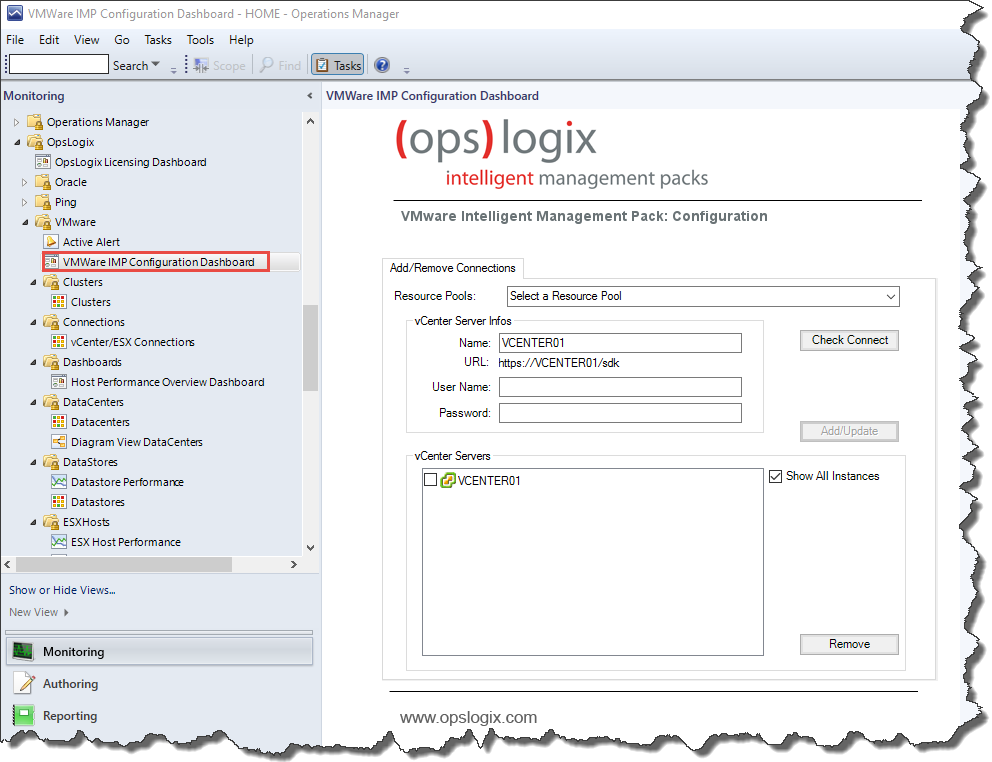 VMWare IMP Configuration Dashboard - HOME - Operations Manager
File Edit View Go Tasks Tools Help
Search Scope Find Tasks
Monitoring
Operations Manager
OpsLogix
OpsLogix Licensing Dashboard
Oracle
Ping
VMware
Active Alert
VMWare IMP Configuration Dashboard
Clusters
Clusters
Connections
vCenter/ESX Connections
Dashboards
Host Performance Overview Dashboard
DataCenters
Datacenters
Diagram View DataCenters
DataStores
Datastore Performance
Datastores
ESXHosts
ESX Host Performance
Show or Hide Views...
New View
Monitoring
Authoring
Reporting
VMWare IMP Configuration Dashboard
(ops) logix
intelligent management packs
VMware Intelligent Management Pack: Configuration
Add/Remove Connections
Resource Pools: Select a Resource Pool
vCenter Server Infos
Name: VCENTER01
Check Connect
URL: https://VCENTER01/sdk
User Name:
Password:
Add/Update
vCenter Servers
VCENTER01
Show All Instances
Remove
www.opslogix.com